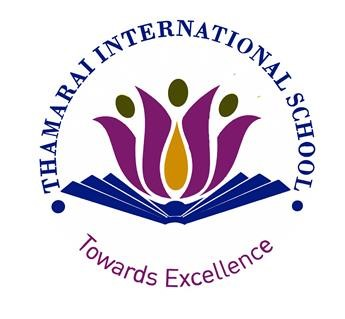 THAMARAI INTERNATIONAL SCHOOL
Towards Excellence